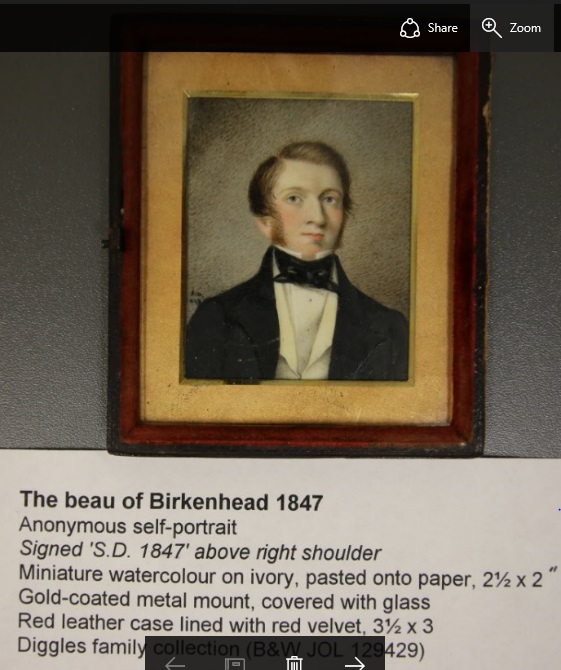 Share
Zoom
The beau of Birkenhead 1847
Anonymous self-portrait
Signed 'S.D. 1847' above right shoulder
Miniature watercolour on ivory, pasted onto paper, 2½ x 2 "
Gold-coated metal mount, covered with glass
Red leather case lined with red velvet, 3½ x 3
Diggles family collection (B&W JOL 129429)